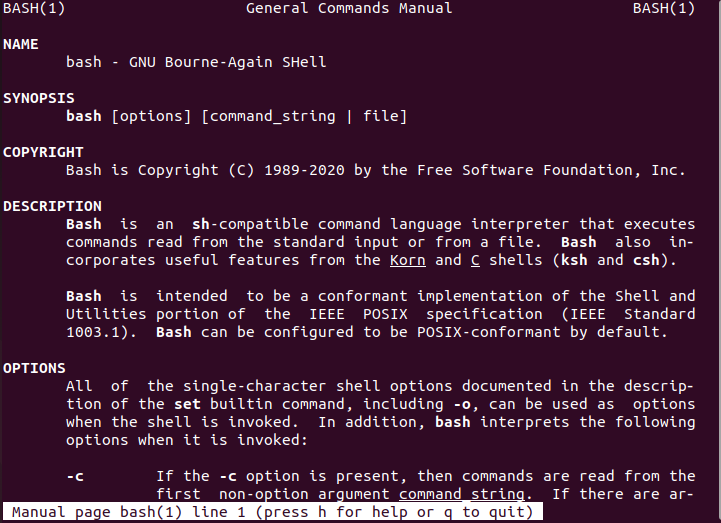 BASH(1) General Commands Manual BASH(1)
NAME
bash - GNU Bourne-Again SHell
SYNOPSIS
bash [options] [command_string | file]
COPYRIGHT
Bash is Copyright (C) 1989-2020 by the Free Software Foundation, Inc.
DESCRIPTION
Bash is an sh-compatible command language interpreter that executes
commands read from the standard input or from a file. Bash also in-
corporates useful features from the Korn and C shells (ksh and csh).
Bash is intended to be a conformant implementation of the Shell and
Utilities portion of the IEEE POSIX specification (IEEE Standard
1003.1). Bash can be configured to be POSIX-conformant by default.
OPTIONS
All of the single-character shell options documented in the descrip-
tion of the set builtin command, including -o, can be used as options
when the shell is invoked. In addition, bash interprets the following
options when it is invoked:
-c If the -c option is present, then commands are read from the
first non-option argument command_string. If there are ar-
Manual page bash(1) line 1 (press h for help or q to quit)